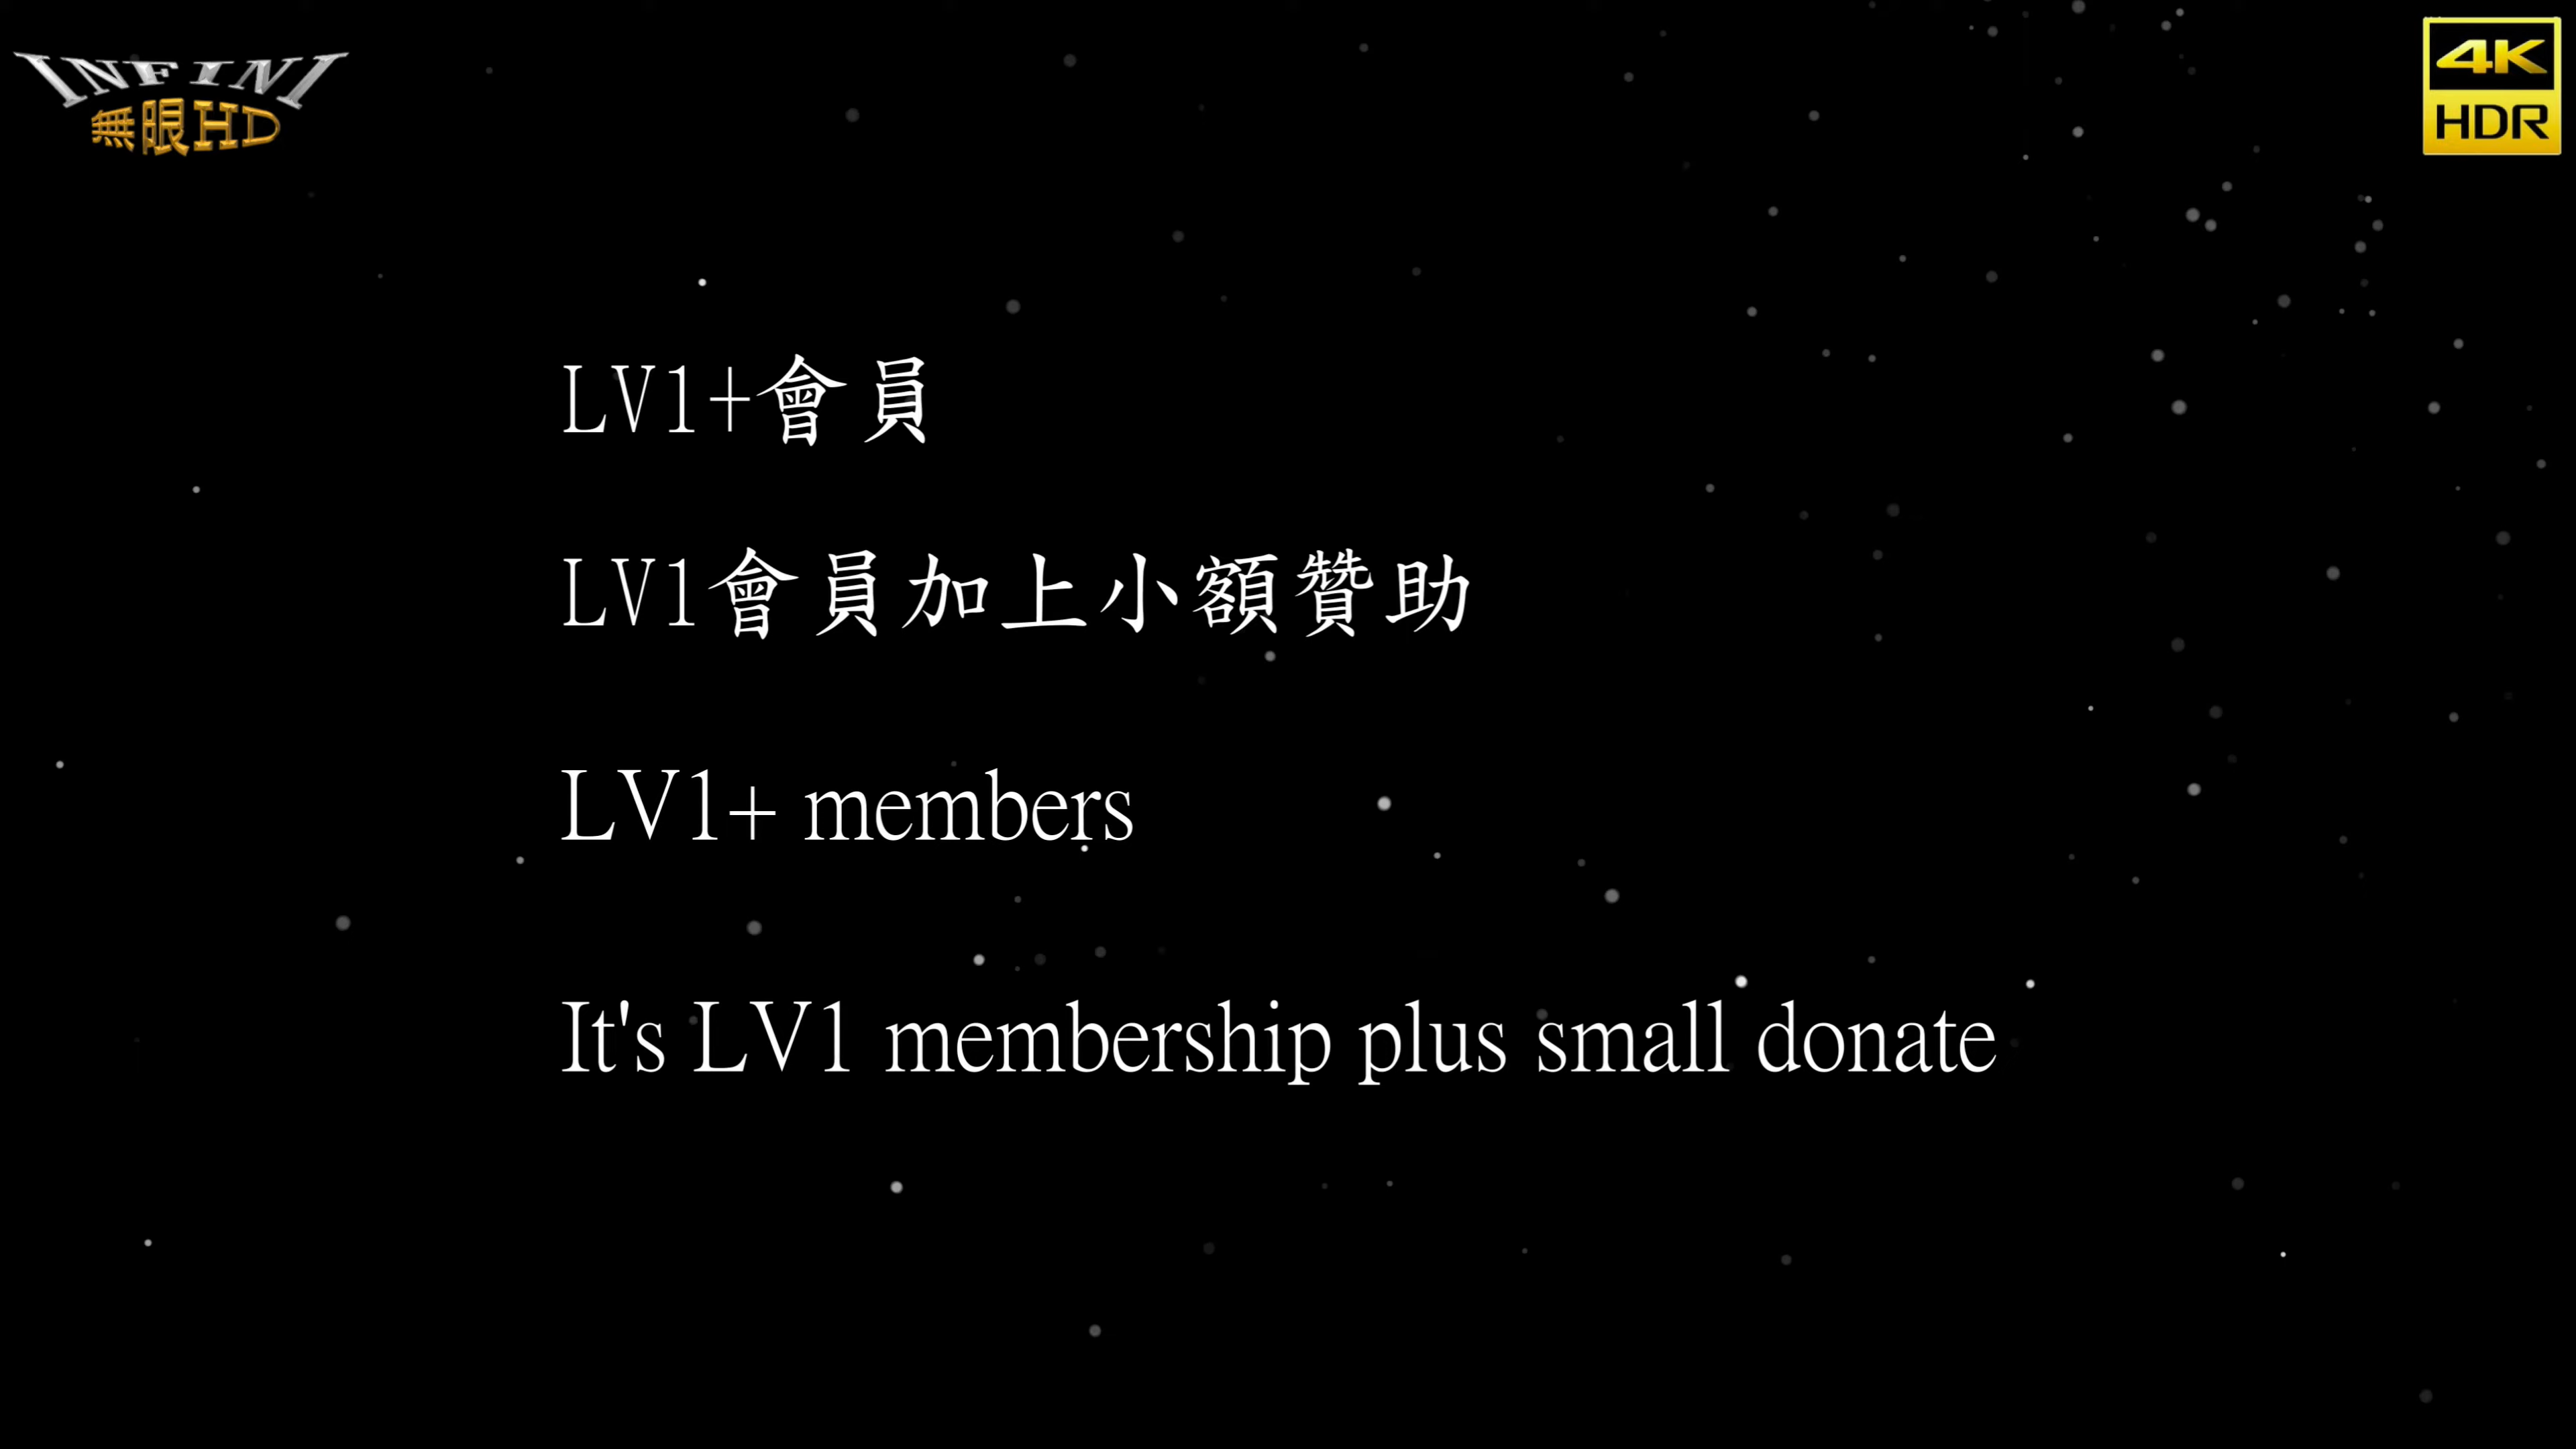 INFINI
無限HD
4K
HDR
LV1+會員
LV1會員加上小額贊助
LV1+ members
It's LV1 membership plus small donate